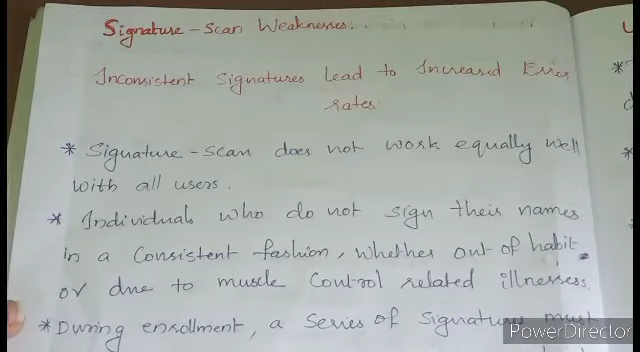 Signature - Scan Weaknesses:
Inconsistent Signatures Lead to Increased Error
rates
* Signature - Scan does not work equally well
with all users.
* Individuals who do not sign their names
in a consistent fashion, whether out of habit
or due to muscle control related illnesses
* During enrollment, a series of Signatures must
PowerDirector